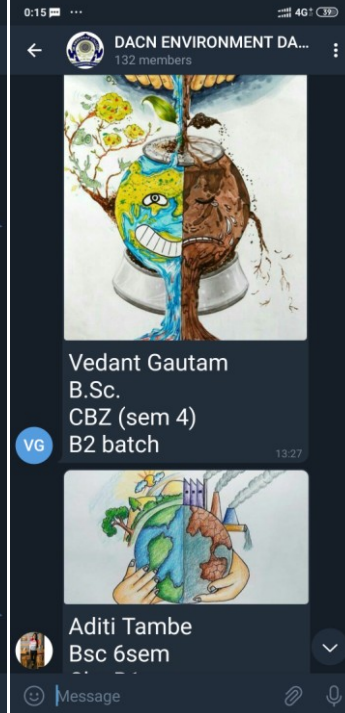 0:15 ... 4G 39
DACN ENVIRONMENT DA...
132 members
Vedant Gautam
B.Sc.
CBZ (sem 4)
VG B2 batch 13:27
Aditi Tambe
Bsc 6sem
Message